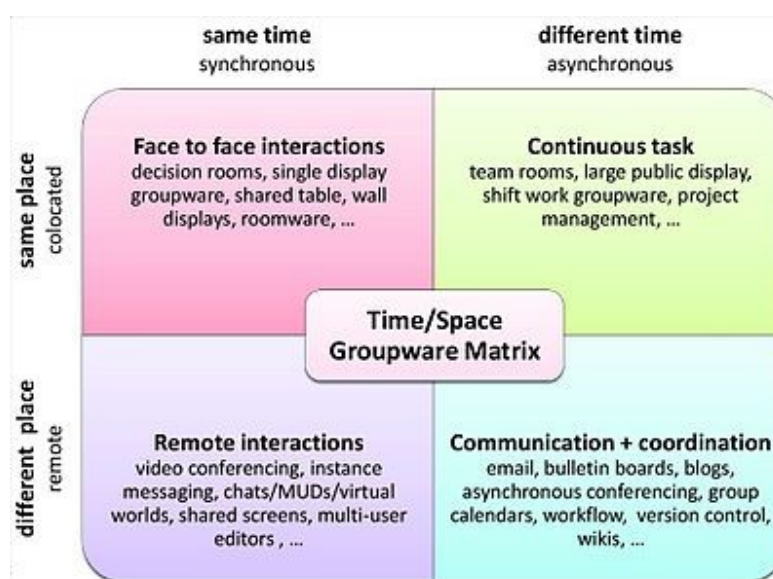 same time
synchronous
different time
asynchronous
same place
colocated
Face to face interactions
decision rooms, single display
groupware, shared table, wall
displays, roomware, ...
Continuous task
team rooms, large public display,
shift work groupware, project
management, ...
Time/Space
Groupware Matrix
different place
remote
Remote interactions
video conferencing, instance
messaging, chats/MUDs/virtual
worlds, shared screens, multi-user
editors , ...
Communication + coordination
email, bulletin boards, blogs,
asynchronous conferencing, group
calendars, workflow, version control,
wikis, ...